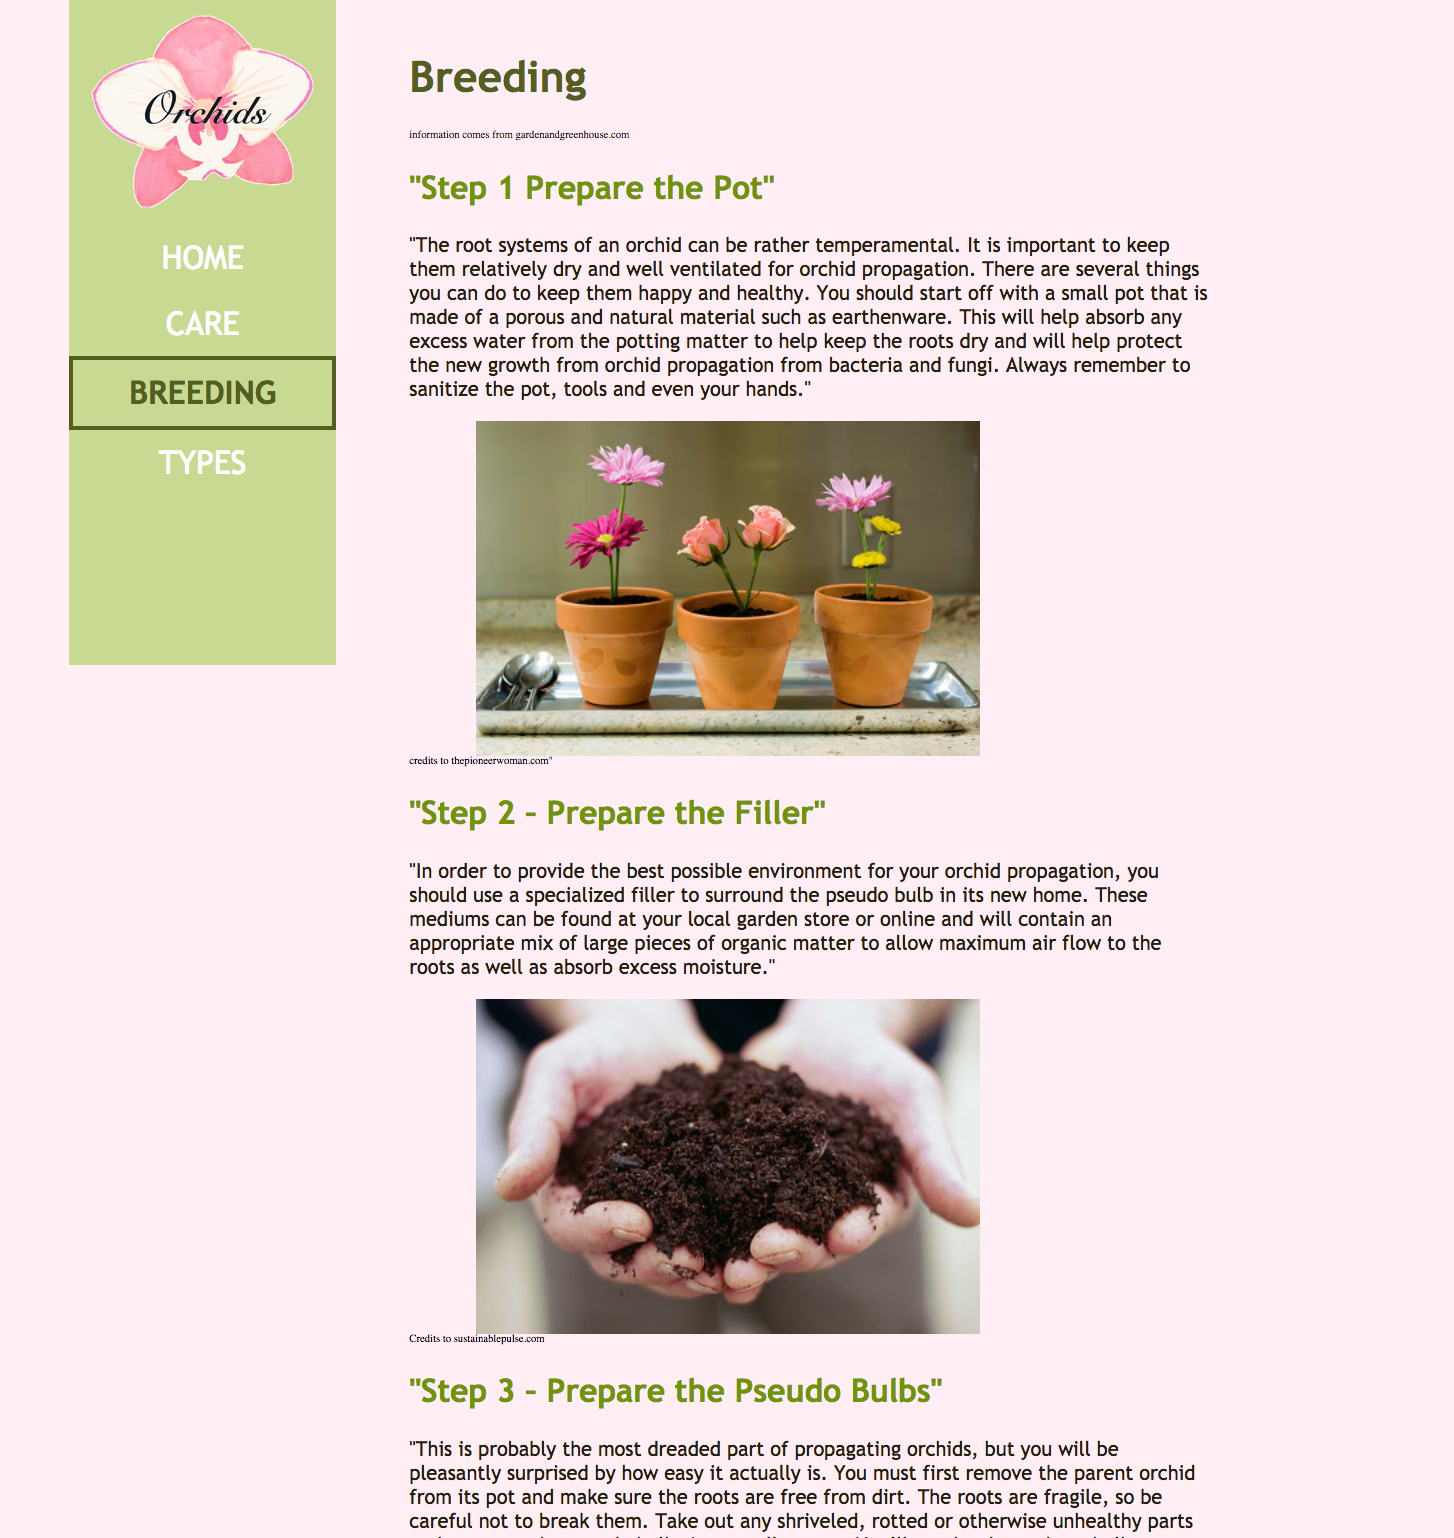 Orchids
HOME
CARE
BREEDING
TYPES
Breeding
information comes from gardenandgreenhouse.com
"Step 1 Prepare the Pot"
"The root systems of an orchid can be rather temperamental. It is important to keep
them relatively dry and well ventilated for orchid propagation. There are several things
you can do to keep them happy and healthy. You should start off with a small pot that is
made of a porous and natural material such as earthenware. This will help absorb any
excess water from the potting matter to help keep the roots dry and will help protect
the new growth from orchid propagation from bacteria and fungi. Always remember to
sanitize the pot, tools and even your hands."
credits to thepioneerwoman.com"
"Step 2 – Prepare the Filler"
"In order to provide the best possible environment for your orchid propagation, you
should use a specialized filler to surround the pseudo bulb in its new home. These
mediums can be found at your local garden store or online and will contain an
appropriate mix of large pieces of organic matter to allow maximum air flow to the
roots as well as absorb excess moisture."
Credits to sustainablepulse.com
"Step 3 – Prepare the Pseudo Bulbs"
"This is probably the most dreaded part of propagating orchids, but you will be
pleasantly surprised by how easy it actually is. You must first remove the parent orchid
from its pot and make sure the roots are free from dirt. The roots are fragile, so be
careful not to break them. Take out any shriveled, rotted or otherwise unhealthy parts